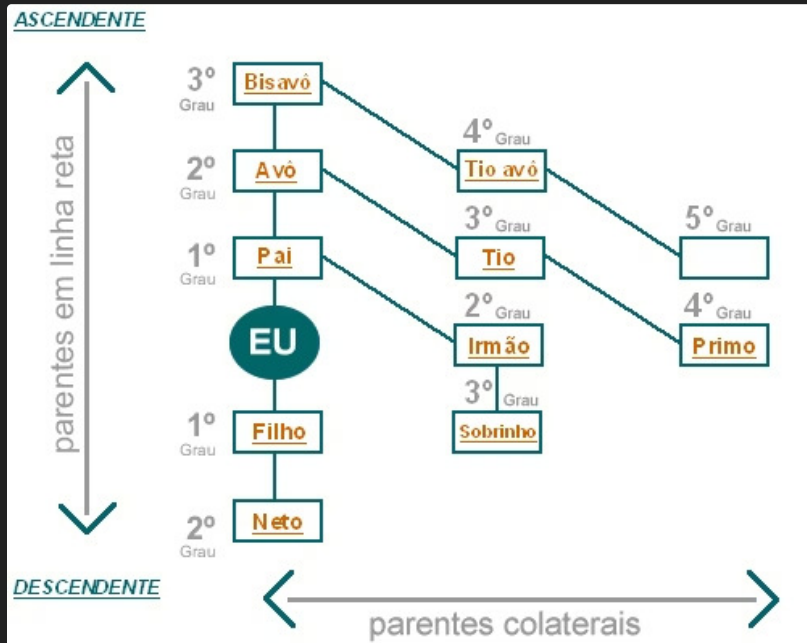 ASCENDENTE
3º Grau
Bisavô
4º Grau
Tio avô
2º Grau
Avô
3º Grau
Tio
5º Grau
1º Grau
Pai
2º Grau
Irmão
4º Grau
Primo
EU
3º Grau
Sobrinho
1º Grau
Filho
2º Grau
Neto
parentes em linha reta
DESCENDENTE
parentes colaterais